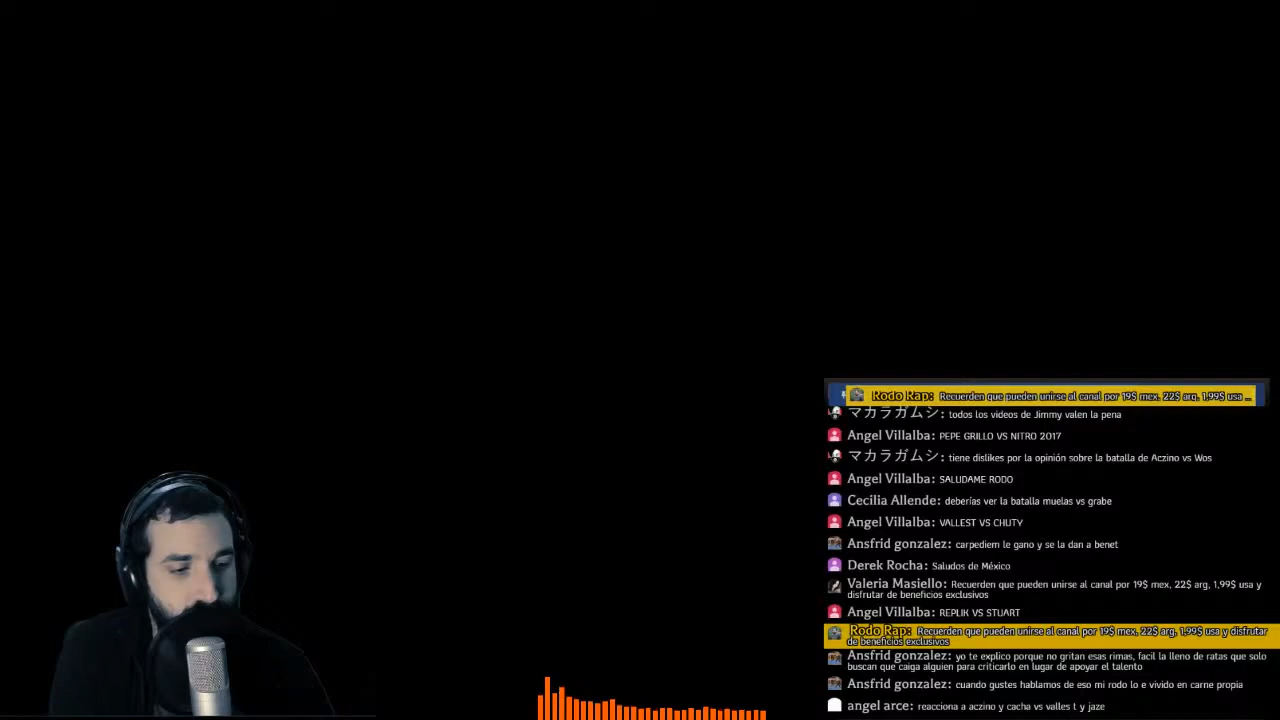 Rodo Rap: Recuerden que pueden unirse al canal por 19$ mex, 22$ arg, 1,99$ usa ...
マカラガムシ: todos los videos de Jimmy valen la pena
Angel Villalba: PEPE GRILLO VS NITRO 2017
マカラガムシ: tiene dislikes por la opinión sobre la batalla de Aczino vs Wos
Angel Villalba: SALUDAME RODO
Cecilia Allende: deberías ver la batalla muelas vs grabe
Angel Villalba: VALLEST VS CHUTY
Ansfrid gonzalez: carpediem le gano y se la dan a benet
Derek Rocha: Saludos de México
Valeria Masiello: Recuerden que pueden unirse al canal por 19$ mex, 22$ arg, 1,99$ usa y
disfrutar de beneficios exclusivos
Angel Villalba: REPLIK VS STUART
Rodo Rap: Recuerden que pueden unirse al canal por 19$ mex, 22$ arg, 1,99$ usa y disfrutar
de beneficios exclusivos
Ansfrid gonzalez: yo te explico porque no gritan esas rimas, facil la lleno de ratas que solo
buscan que caiga alguien para criticarlo en lugar de apoyar el talento
Ansfrid gonzalez: cuando gustes hablamos de eso mi rodo lo e vivido en carne propia
angel arce: reacciona a aczino y cacha vs valles t y jaze